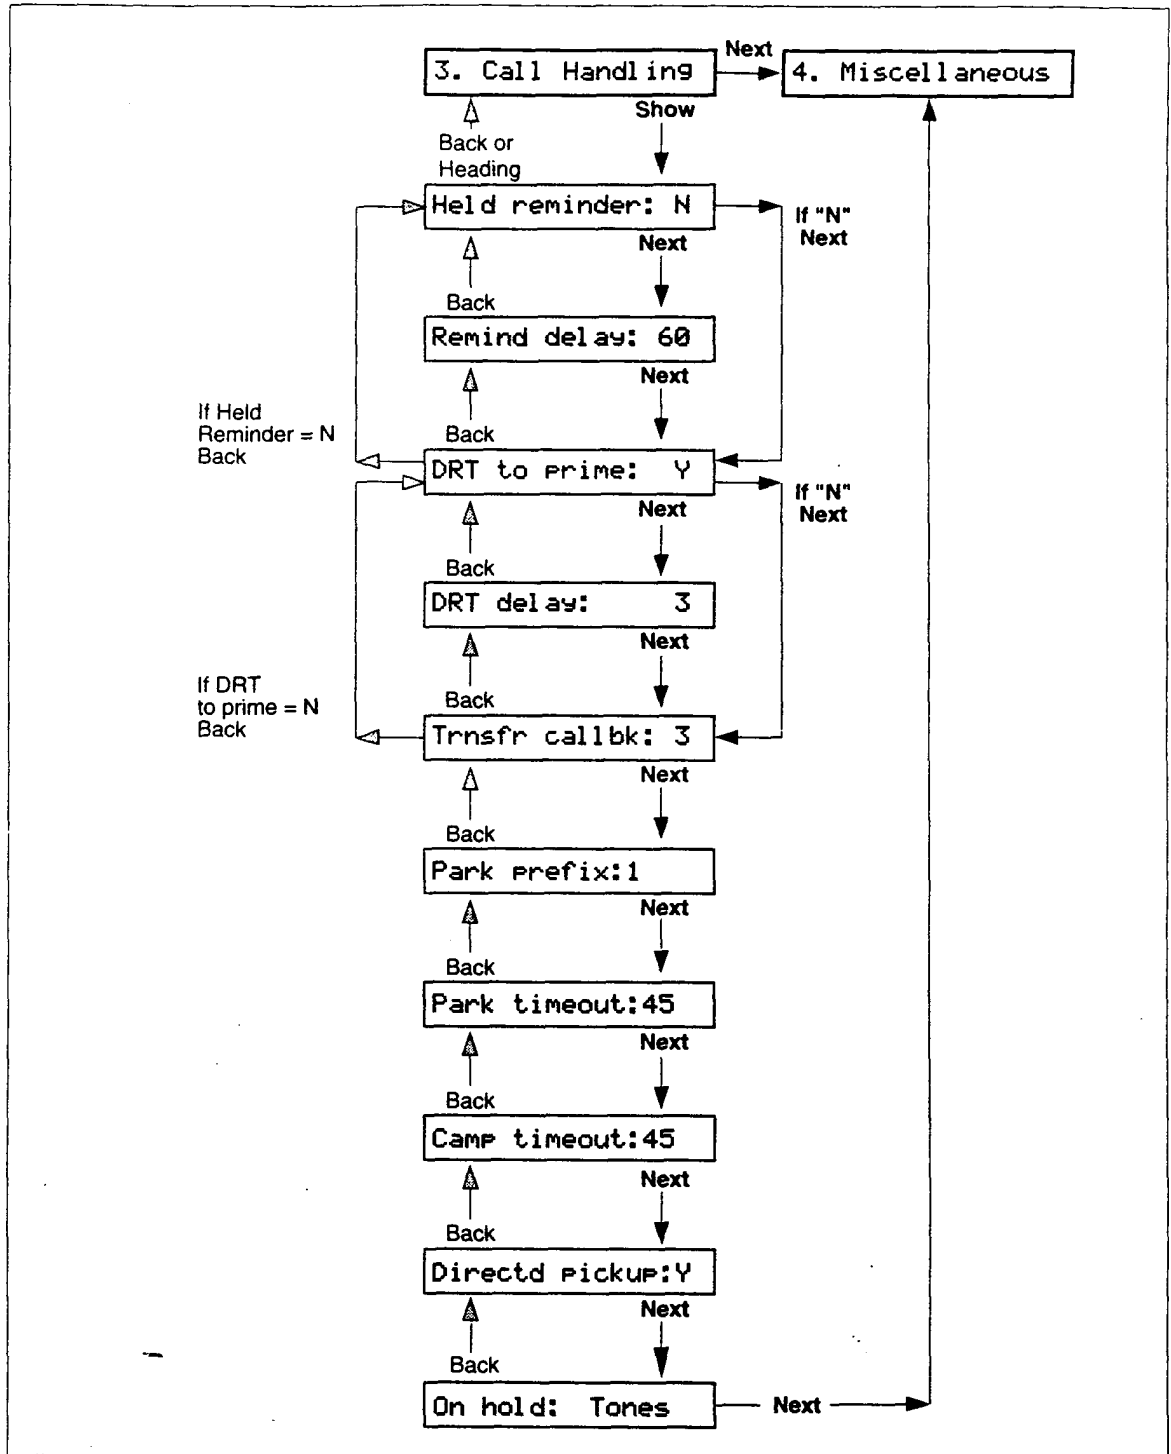 Next
3. Call Handling
4. Miscellaneous
Show
Back or
Heading
Held reminder: N
If "N"
Next
Next
Back
Remind delay: 60
Next
If Held
Reminder = N
Back
Back
DRT to prime: Y
If "N"
Next
Next
Back
DRT delay: 3
Next
If DRT
to prime = N
Back
Back
Trnsfr callbk: 3
Next
Back
Park prefix:1
Next
Back
Park timeout:45
Next
Back
Camp timeout:45
Next
Back
Directd pickup:Y
Next
Back
On hold: Tones
Next